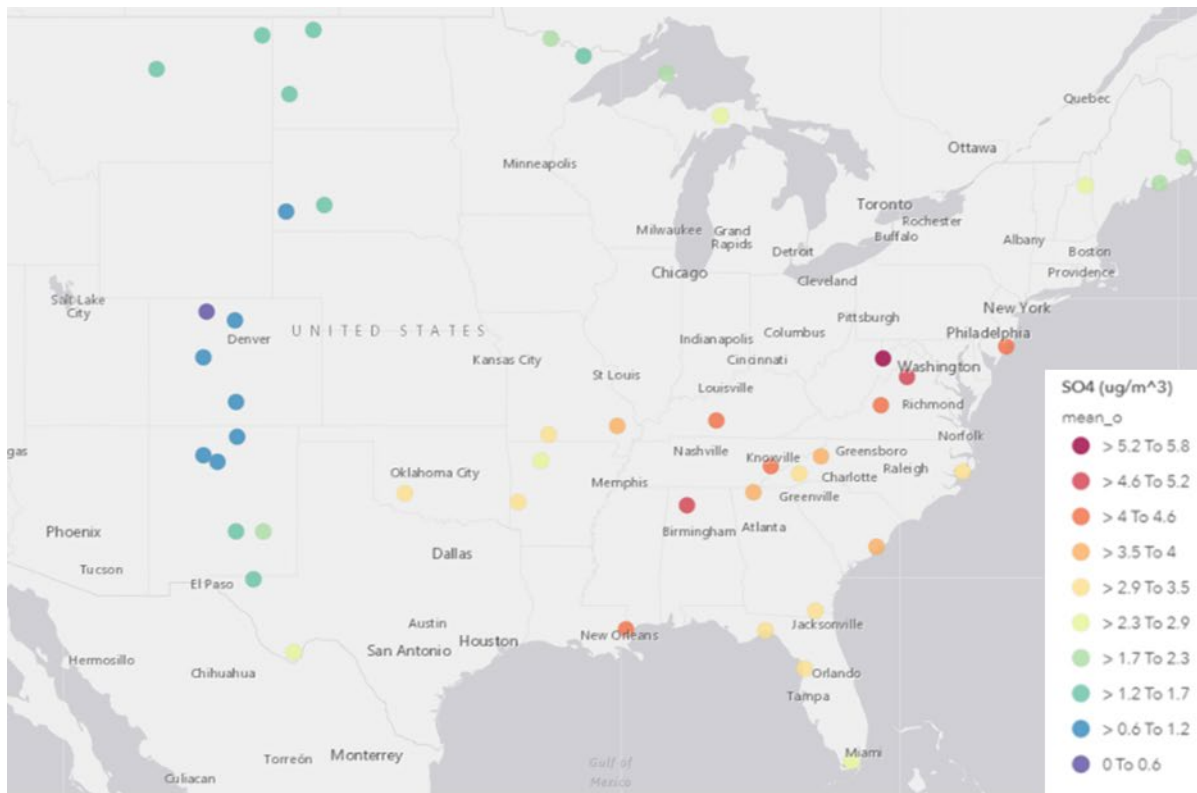 Quebec
Ottawa
Minneapolis
Toronto
Rochester
Milwaukee
Grand
Rapids
Buffalo
Albany
Detroit
Boston
Chicago
Cleveland
Providence
Salt Lake
City
New York
Pittsburgh
UNITED STATES
Denver
Indianapolis
Columbus
Philadelphia
Kansas City
Cincinnati
Washington
St Louis
Louisville
Richmond
gas
Nashville
Knoxville
Greensboro
Norfolk
Oklahoma City
Memphis
Charlotte
Raleigh
Greenville
Phoenix
Birmingham
Atlanta
Dallas
Tucson
El Paso
Austin
New Orleans
Jacksonville
Houston
San Antonio
Hermosillo
Chihuahua
Orlando
Tampa
Miami
Torreón
Monterrey
Gulf of
Mexico
Culiacan
SO4 (ug/m^3)
mean_o
> 5.2 To 5.8
> 4.6 To 5.2
> 4 To 4.6
> 3.5 To 4
> 2.9 To 3.5
> 2.3 To 2.9
> 1.7 To 2.3
> 1.2 To 1.7
> 0.6 To 1.2
0 To 0.6